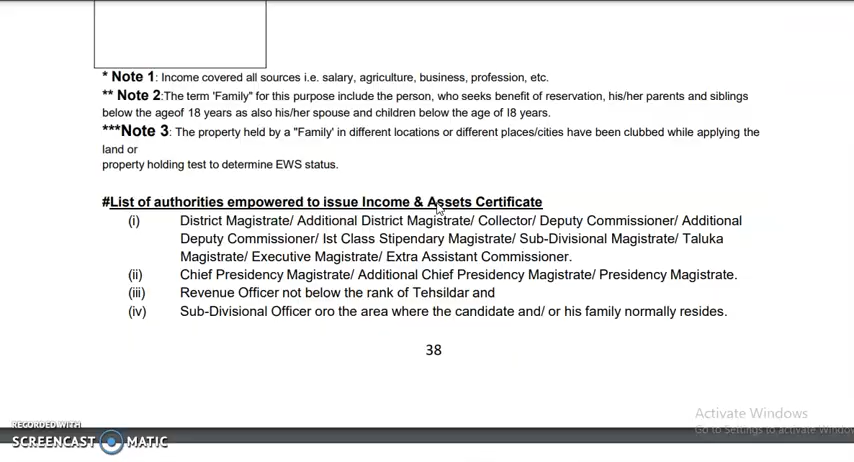 * Note 1: Income covered all sources i.e. salary, agriculture, business, profession, etc.
** Note 2:The term 'Family" for this purpose include the person, who seeks benefit of reservation, his/her parents and siblings
below the ageof 18 years as also his/her spouse and children below the age of l8 years.
***Note 3: The property held by a "Family' in different locations or different places/cities have been clubbed while applying the
land or
property holding test to determine EWS status.
#List of authorities empowered to issue Income & Assets Certificate
(i) District Magistrate/ Additional District Magistrate/ Collector/ Deputy Commissioner/ Additional
Deputy Commissioner/ Ist Class Stipendary Magistrate/ Sub-Divisional Magistrate/ Taluka
Magistrate/ Executive Magistrate/ Extra Assistant Commissioner.
(ii) Chief Presidency Magistrate/ Additional Chief Presidency Magistrate/ Presidency Magistrate.
(iii) Revenue Officer not below the rank of Tehsildar and
(iv) Sub-Divisional Officer oro the area where the candidate and/ or his family normally resides.
38
Activate Windows
Go to Settings to activate Windows
RECORDED WITH
SCREENCAST MATIC